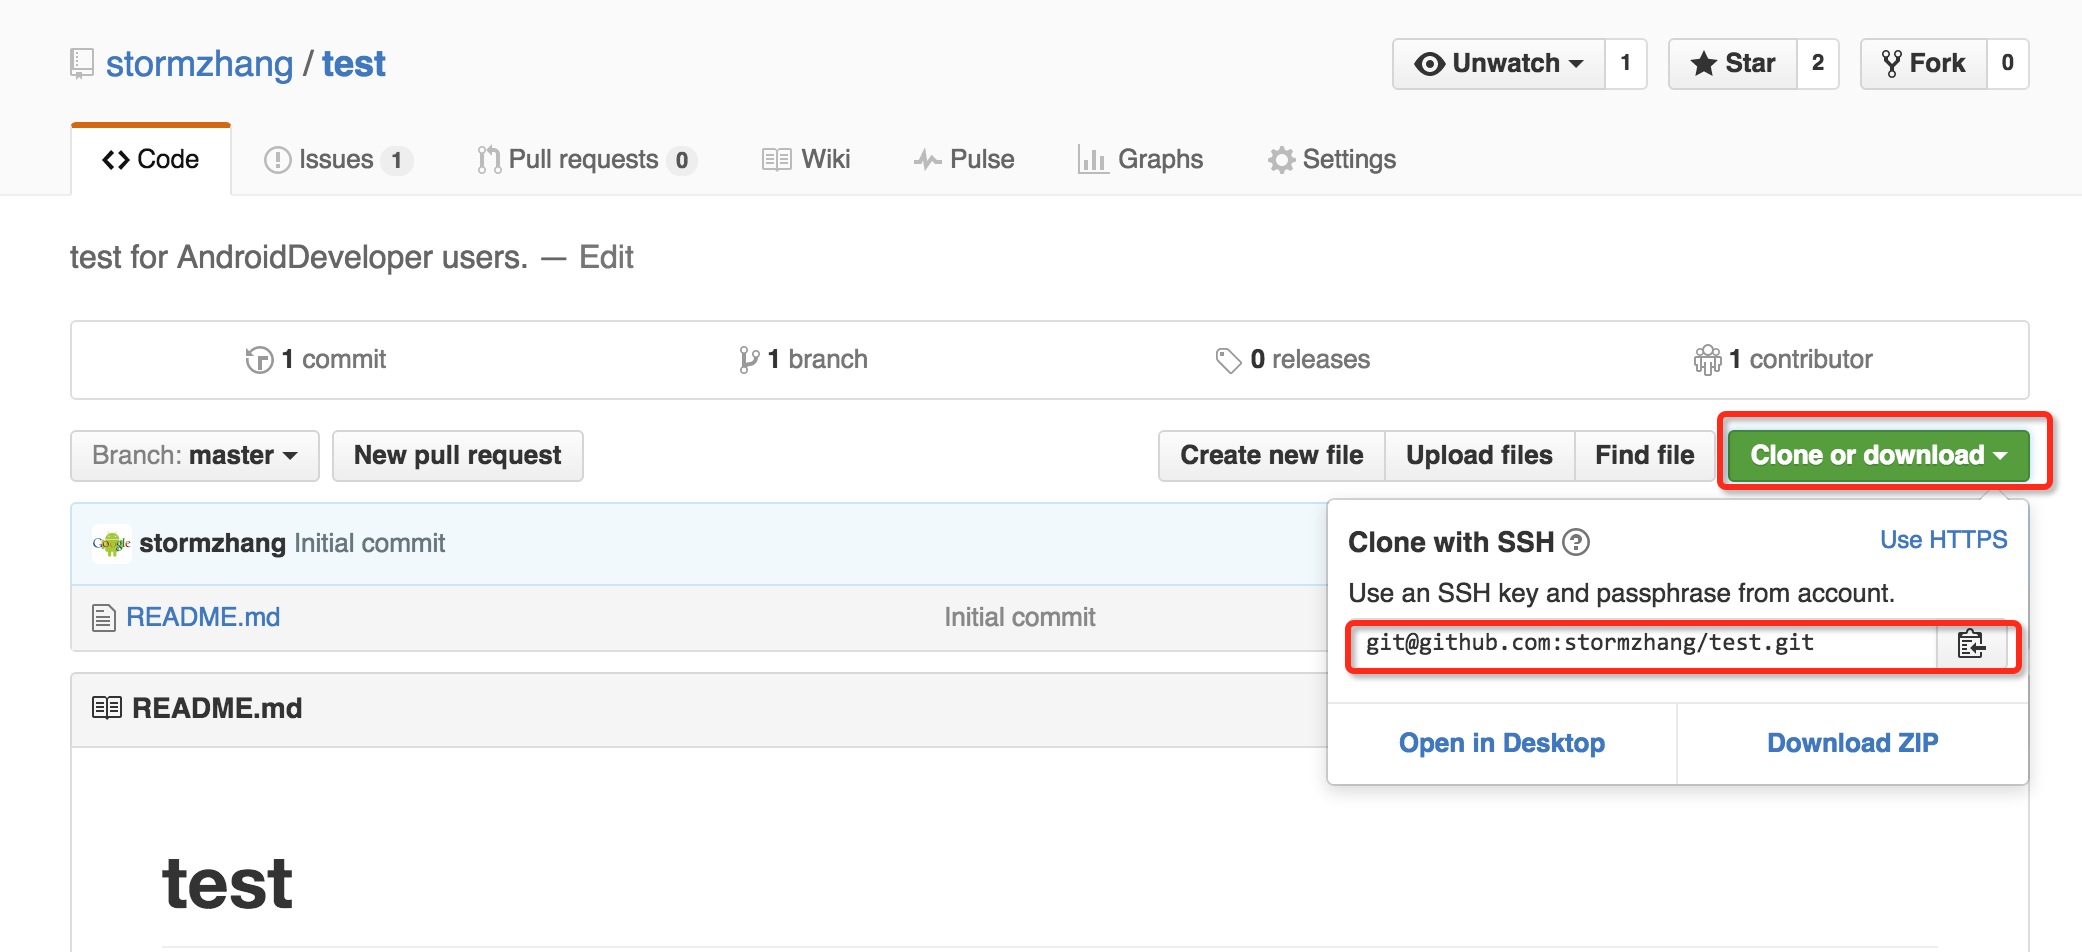 stormzhang / test
Unwatch 1 Star 2 Fork 0
Code Issues 1 Pull requests 0 Wiki Pulse Graphs Settings
test for AndroidDeveloper users. — Edit
1 commit 1 branch 0 releases 1 contributor
Branch: master New pull request Create new file Upload files Find file Clone or download
Google stormzhang Initial commit
README.md Initial commit
Clone with SSH ? Use HTTPS
Use an SSH key and passphrase from account.
git@github.com:stormzhang/test.git
Open in Desktop Download ZIP
README.md
test